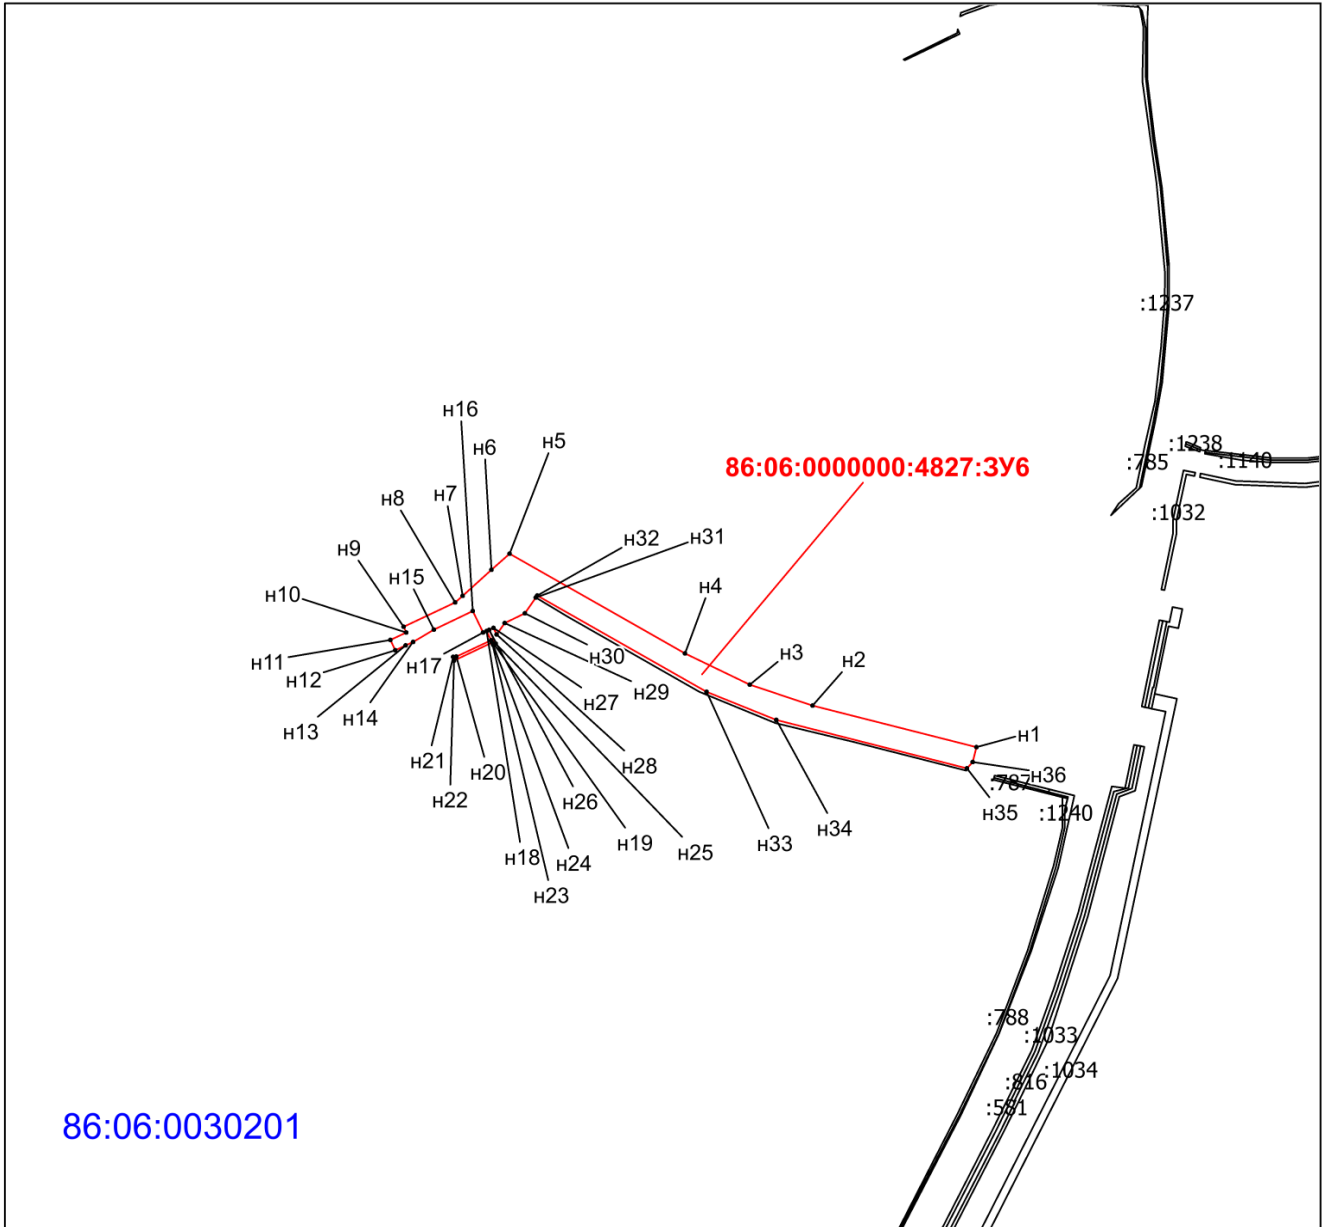 :1237
н16
н5
н6
:1238
:785
:1140
86:06:0000000:4827:ЗУ6
н7
н8
:1032
н9
н32
н31
н15
н10
н4
н11
н12
н17
н30
н3
н2
н29
н13
н14
н27
н1
н21
н20
н28
н36
:787
н22
н26
н35
:1240
н19
н34
н33
н18
н24
н25
н23
:788
:1033
:1034
:816
:581
86:06:0030201